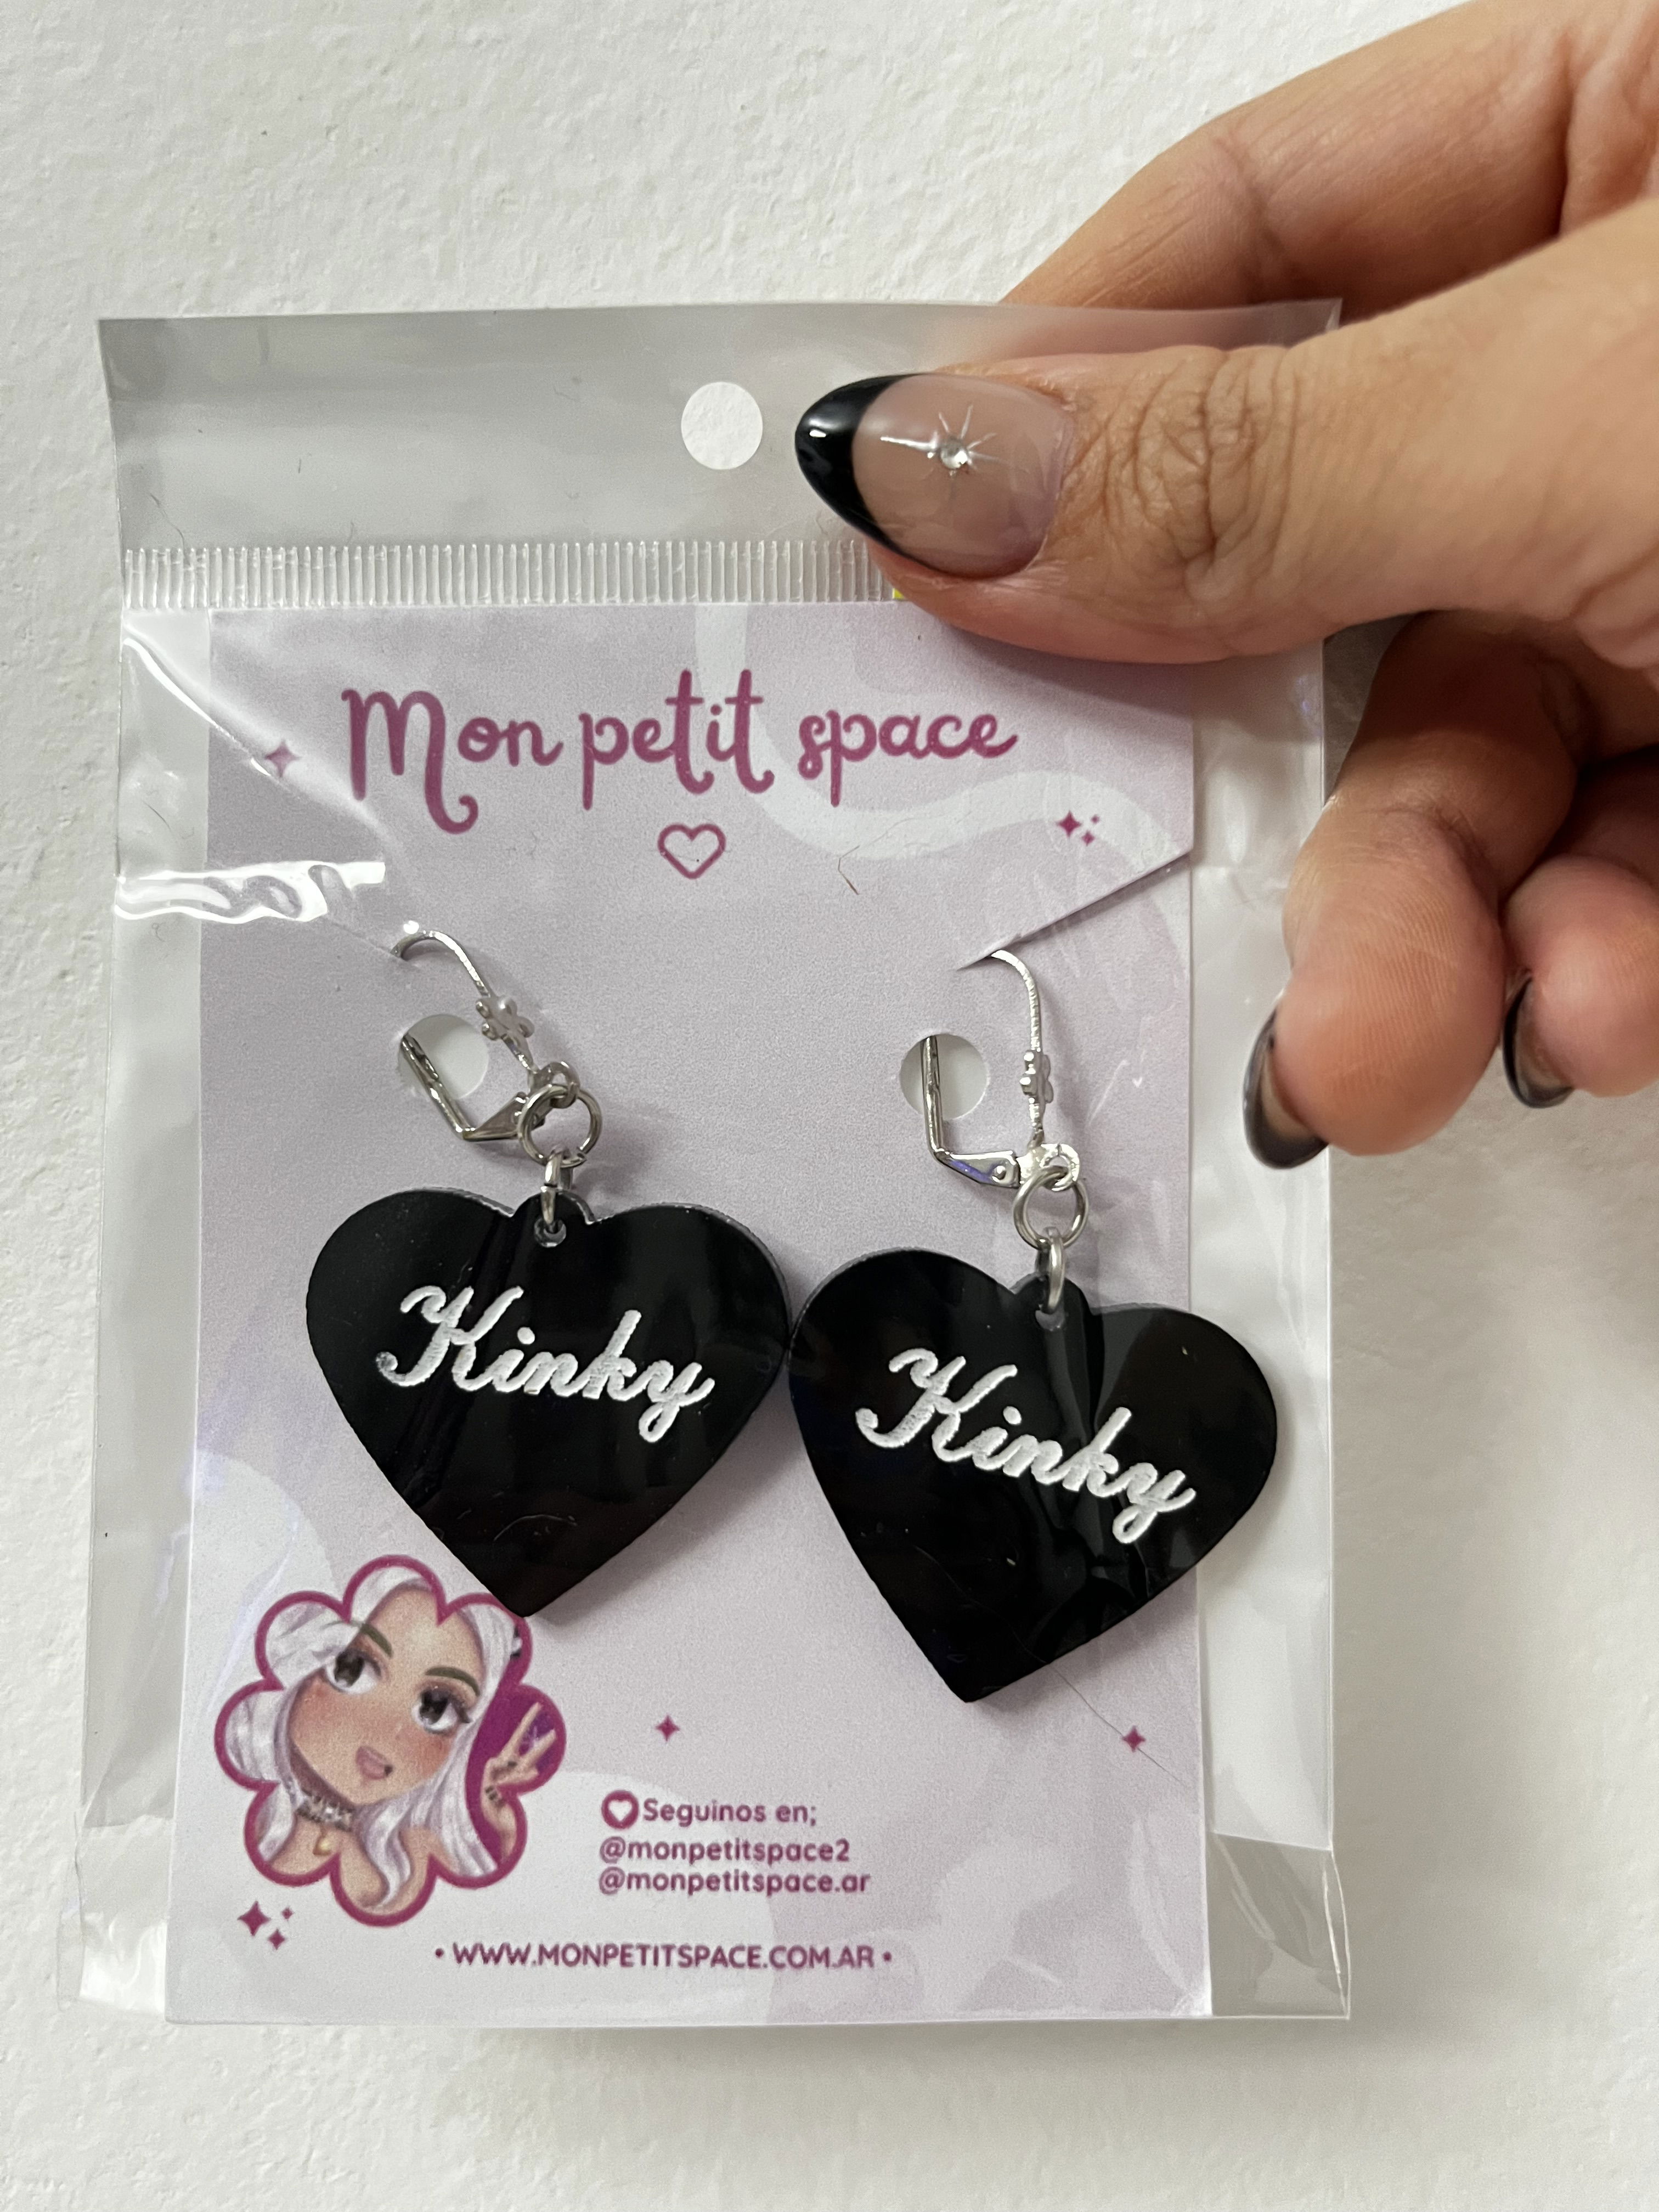 Mon petit space
Kinky
Kinky
Seguinos en;
@monpetitspace2
@monpetitspace.ar
• WWW.MONPETITSPACE.COM.AR •